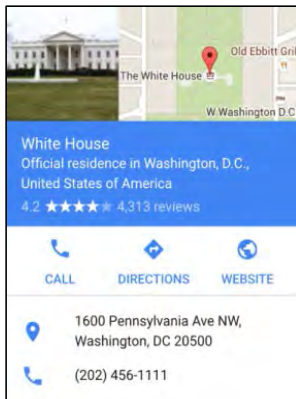 Old Ebbitt Gril
The White House
W Washington D.C
White House
Official residence in Washington, D.C.,
United States of America
4.2 ★★★★★ 4,313 reviews
CALL DIRECTIONS WEBSITE
1600 Pennsylvania Ave NW,
Washington, DC 20500
(202) 456-1111